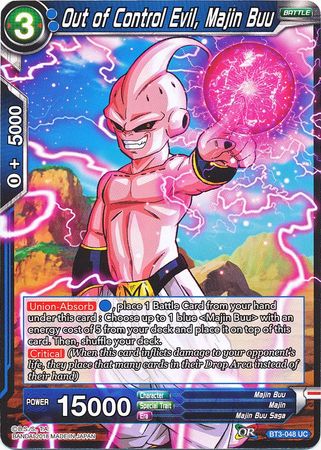 3 Out of Control Evil, Majin Buu BATTLE
0 + 5000
Union-Absorb , place 1 Battle Card from your hand
under this card : Choose up to 1 blue <Majin Buu> with an
energy cost of 5 from your deck and place it on top of this
card. Then, shuffle your deck.
Critical (When this card inflicts damage to your opponent's
life, they place that many cards in their Drop Area instead of
their hand)
POWER 15000
Character Majin Buu
Special Trait Majin
Era Majin Buu Saga
BANDAI 2018 MADE IN JAPAN
BT3-048 UC